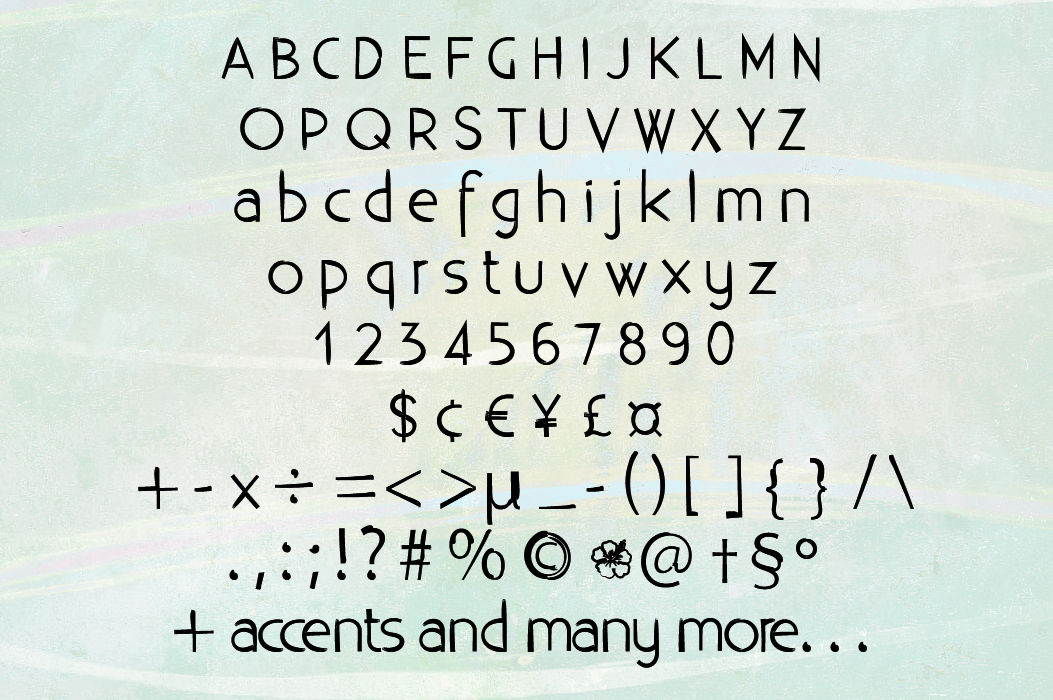 A B C D E F G H I J K L M N
O P Q R S T U V W X Y Z
a b c d e f g h i j k l m n
o p q r s t u v w x y z
1 2 3 4 5 6 7 8 9 0
$ ¢ € ¥ £ ¤
+ - x ÷ = < > µ _ - ( ) [ ] { } / \
. , : ; ! ? # % © @ † § °
+ accents and many more. . .